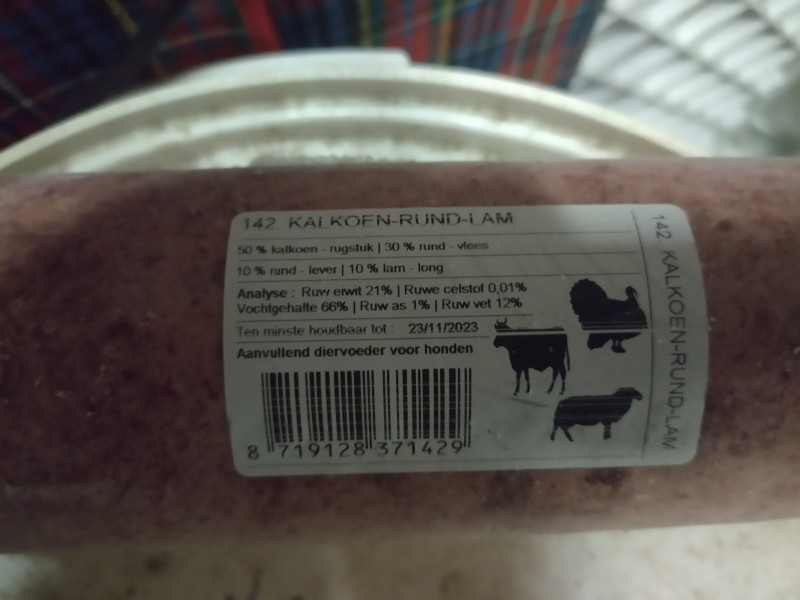 142. KALKOEN-RUND-LAM
50 % kalkoen - rugstuk | 30 % rund - vlees
10 % rund - lever | 10 % lam - long
Analyse : Ruw eiwit 21% | Ruwe celstof 0,01%
Vochtgehalte 66% | Ruw as 1% | Ruw vet 12%
Ten minste houdbaar tot : 23/11/2023
Aanvullend diervoeder voor honden
8 719128 371429
142. KALKOEN-RUND-LAM